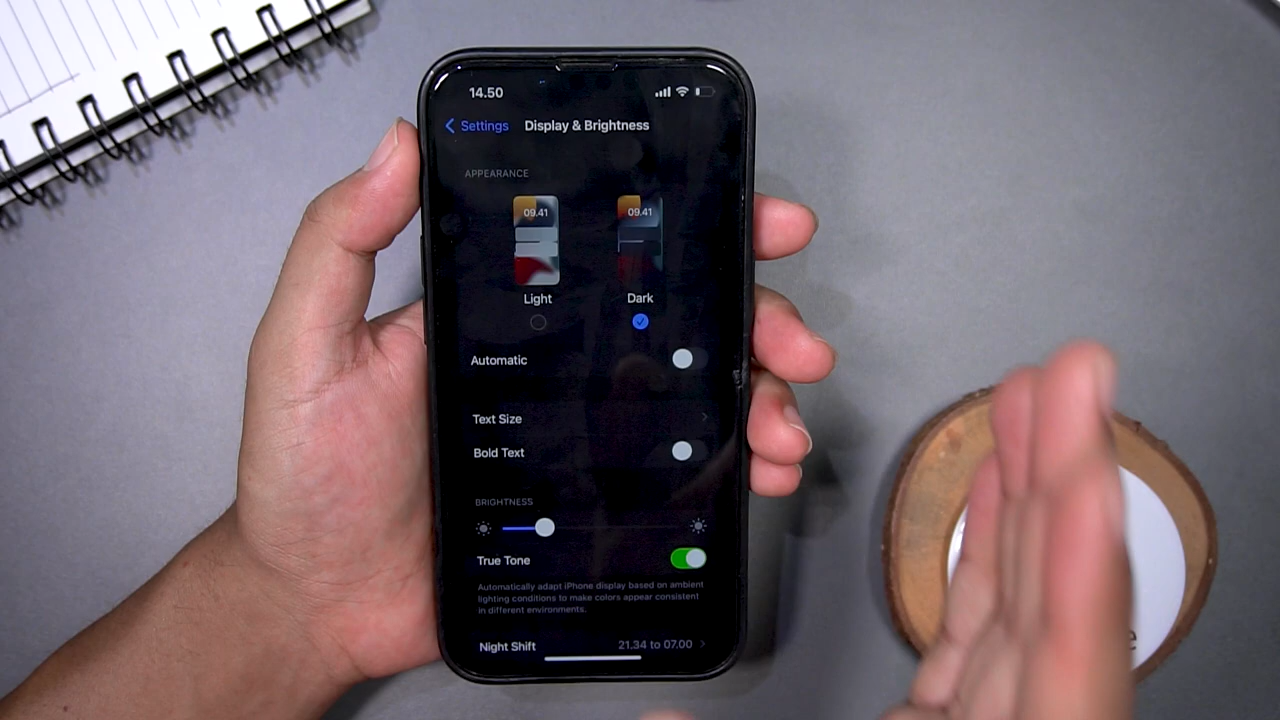 14.50
Settings Display & Brightness
APPEARANCE
09.41 09.41
Light Dark
Automatic
Text Size
Bold Text
BRIGHTNESS
True Tone
Automatically adapt iPhone display based on ambient
lighting conditions to make colors appear consistent
in different environments.
Night Shift 21.34 to 07.00